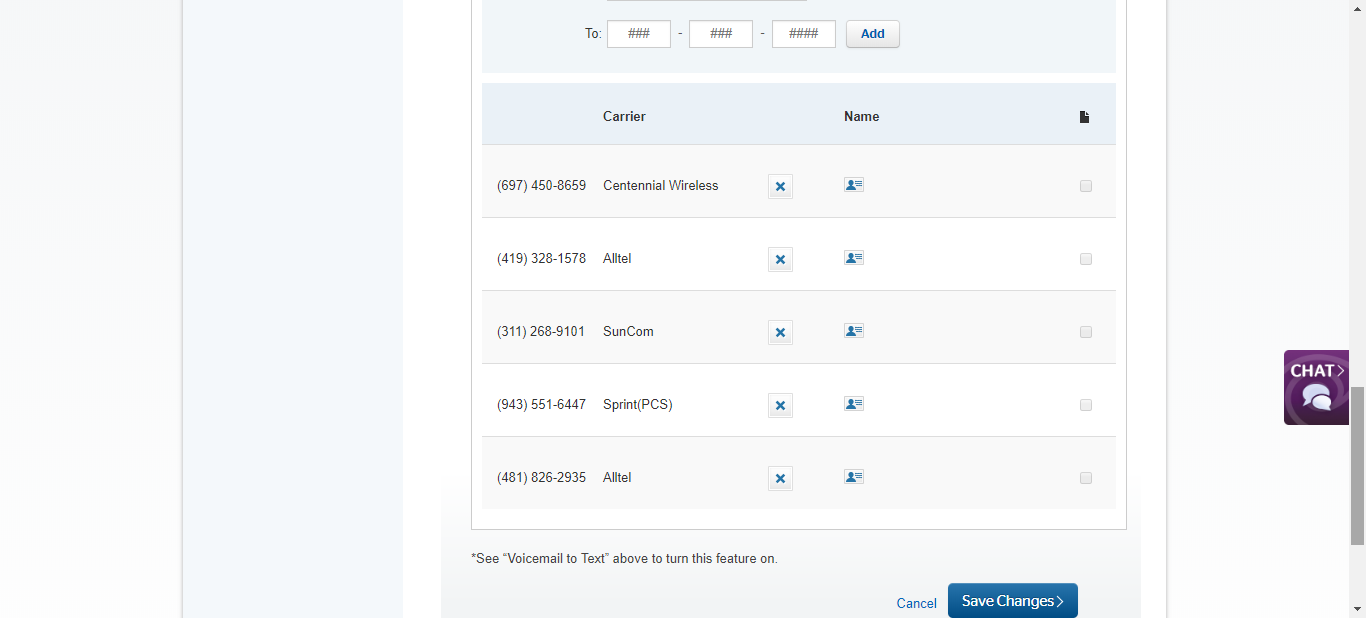 To: ### - ### - #### Add
Carrier Name
(697) 450-8659 Centennial Wireless
(419) 328-1578 Alltel
(311) 268-9101 SunCom
(943) 551-6447 Sprint(PCS)
(481) 826-2935 Alltel
CHAT
*See “Voicemail to Text” above to turn this feature on.
Cancel Save Changes